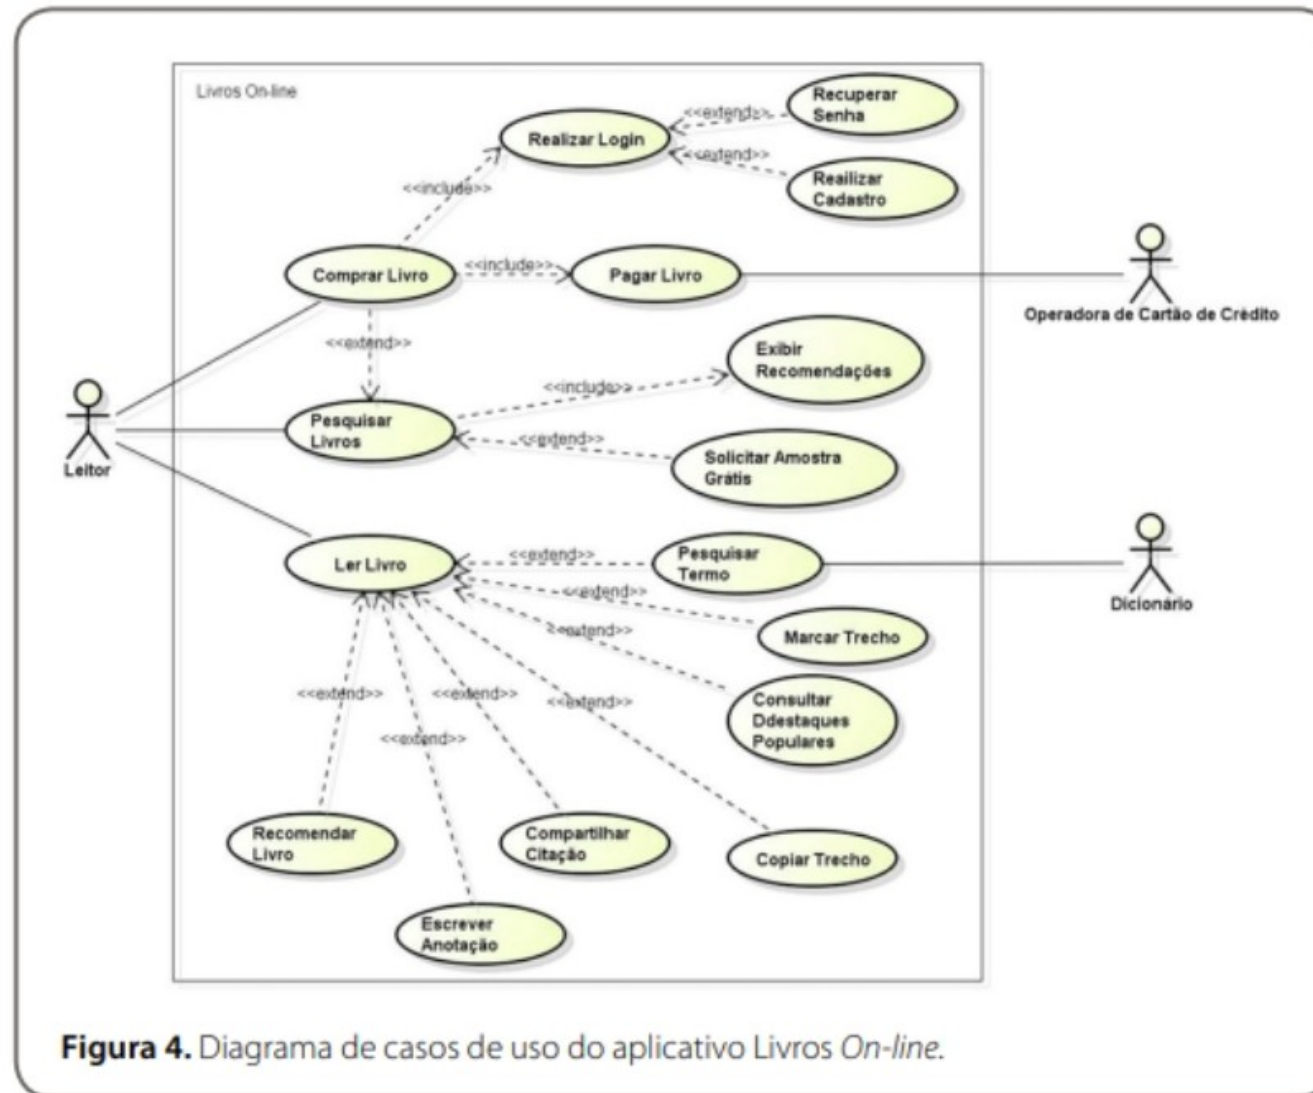 Livros On-line
Recuperar
Senha
<<extend>>
Realizar Login
<<extend>>
Reailizar
Cadastro
<<include>>
Comprar Livro
<<include>>
Pagar Livro
Operadora de Cartão de Crédito
<<extend>>
Exibir
Recomendações
<<include>>
Pesquisar
Livros
<<extend>>
Solicitar Amostra
Grátis
Leitor
Ler Livro
<<extend>>
Pesquisar
Termo
Dicionário
<<extend>>
Marcar Trecho
<<extend>>
Consultar
Ddestaques
Populares
<<extend>>
<<extend>>
<<extend>>
<<extend>>
Recomendar
Livro
Compartilhar
Citação
Copiar Trecho
Escrever
Anotação
Figura 4. Diagrama de casos de uso do aplicativo Livros On-line.